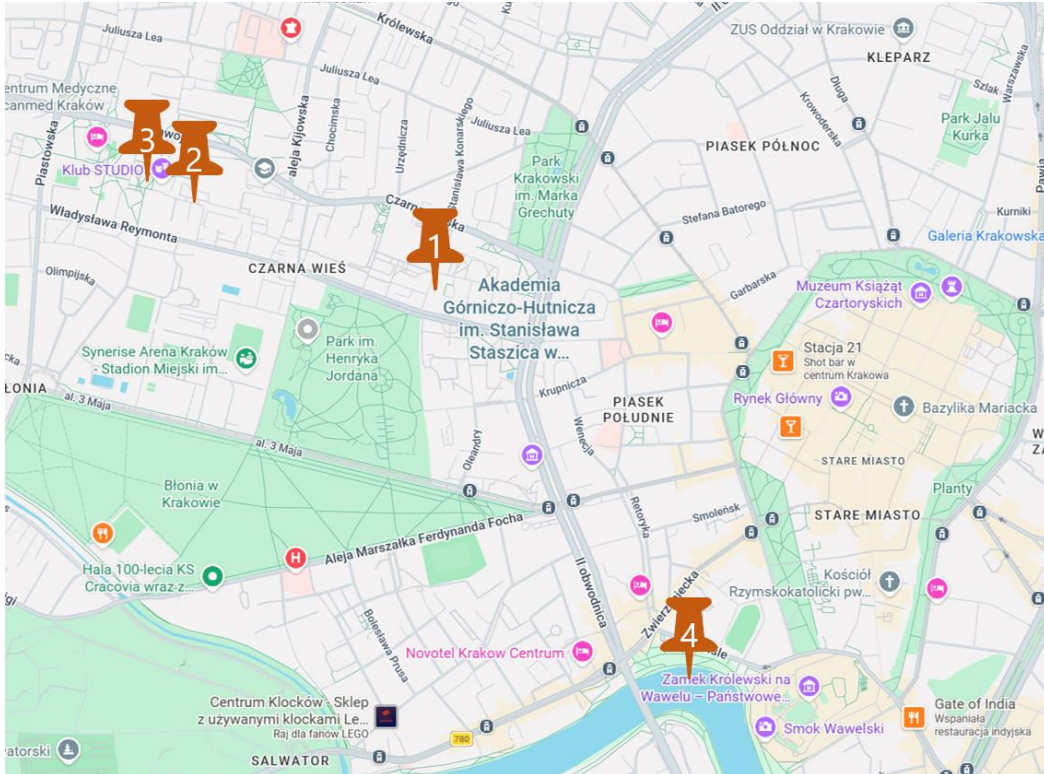 Juliusza Lea
Królewska
II o
ZUS Oddział w Krakowie
KLEPARZ
Warszawska
Szlak
Juliusza Lea
Długa
Krowoderska
entrum Medyczne
canmed Kraków
Park Jalu
Kurka
aleja Kijowska
Chocimska
Urzędnicza
Stanisława Konarskiego
Juliusza Lea
3
2
PIASEK PÓŁNOC
Piastowska
Klub STUDIO
Park
Krakowski
im. Marka
Grechuty
Pawia
Władysława Reymonta
Stefana Batorego
Kurniki
Galeria Krakowska
1
CZARNA WIEŚ
Olimpijska
Akademia
Górniczo-Hutnicza
im. Stanisława
Staszica w...
Garbarska
Muzeum Książąt
Czartoryskich
Park im.
Henryka
Jordana
Synerise Arena Kraków
- Stadion Miejski im...
Stacja 21
Shot bar w
centrum Krakowa
ŁONIA
al. 3 Maja
Krupnicza
PIASEK
POŁUDNIE
Rynek Główny
Bazylika Mariacka
al. 3 Maja
Oleandry
Wenecja
STARE MIASTO
Błonia w
Krakowie
Planty
Retoryka
Smoleńsk
STARE MIASTO
Aleja Marszałka Ferdynanda Focha
H
Hala 100-lecia KS
Cracovia wraz z...
II obwodnica
Kościół
Rzymskokatolicki pw...
Bolesława Prusa
4
Novotel Krakow Centrum
Zamek Królewski na
Wawelu – Państwowe...
Centrum Klocków - Sklep
z używanymi klockami Le...
Raj dla fanów LEGO
Gate of India
Wspaniała
restauracja indyjska
Smok Wawelski
780
SALWATOR